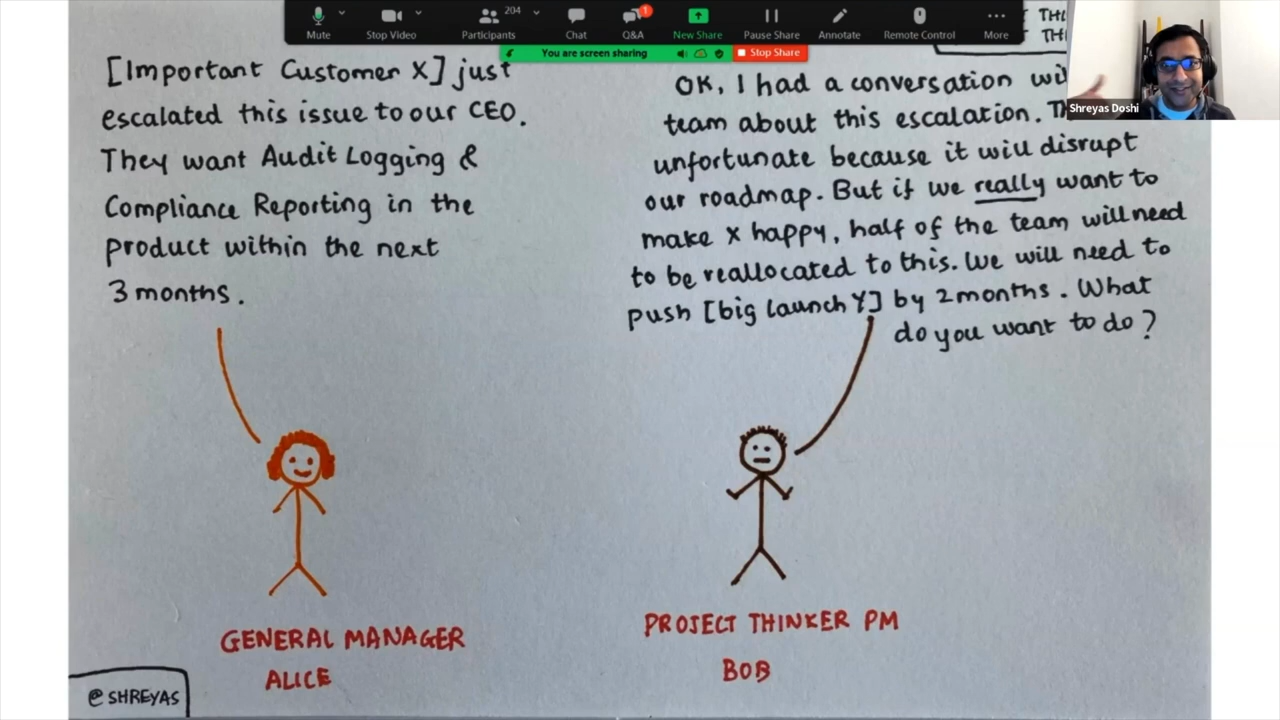 Mute
Stop Video
Participants
204
Chat
Q&A
1
New Share
Pause Share
Annotate
Remote Control
More
You are screen sharing
Stop Share
Shreyas Doshi
[Important Customer X] just
escalated this issue to our CEO.
They want Audit Logging &
Compliance Reporting in the
product within the next
3 months.
OK, I had a conversation
team about this escalation.
unfortunate because it will disrupt
our roadmap. But if we really want to
make X happy, half of the team will need
to be reallocated to this. We will need to
push [big launch Y] by 2 months. What
do you want to do?
GENERAL MANAGER
ALICE
PROJECT THINKER PM
BOB
@SHREYAS